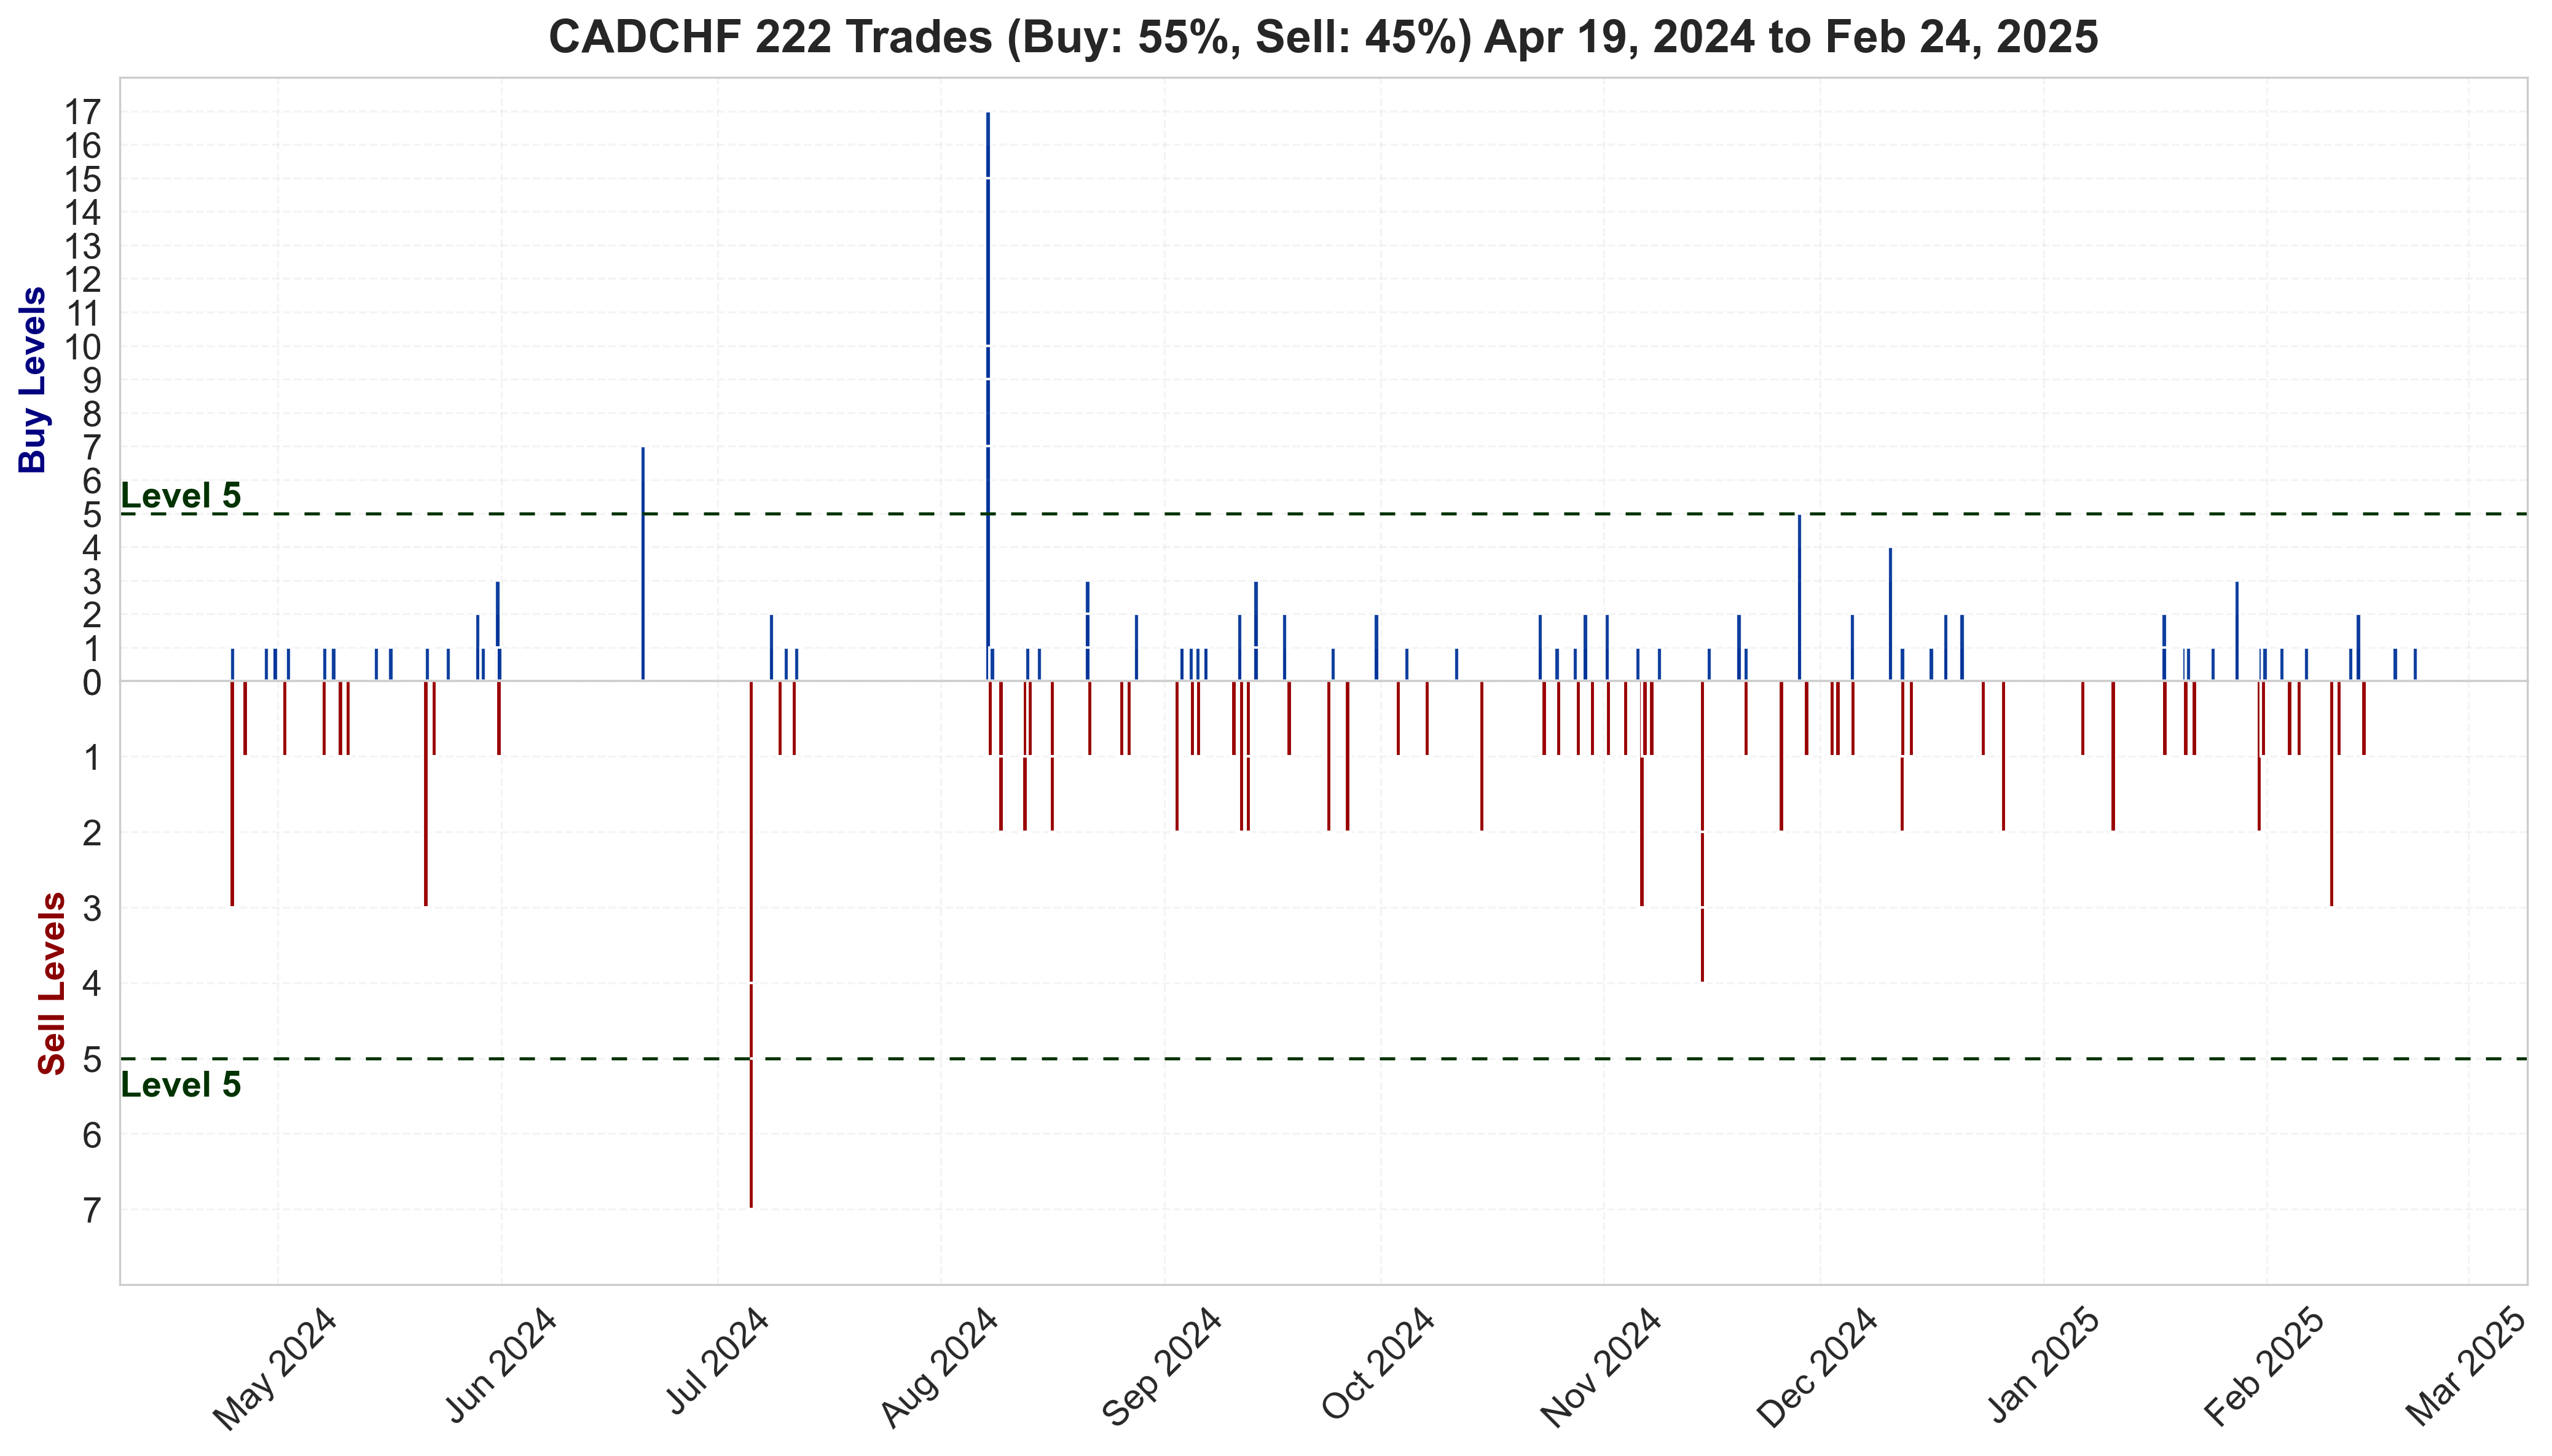 CADCHF 222 Trades (Buy: 55%, Sell: 45%) Apr 19, 2024 to Feb 24, 2025
Buy Levels
17
16
15
14
13
12
11
10
9
8
7
6
5
4
3
2
1
0
Level 5
Sell Levels
1
2
3
4
5
6
7
Level 5
May 2024
Jun 2024
Jul 2024
Aug 2024
Sep 2024
Oct 2024
Nov 2024
Dec 2024
Jan 2025
Feb 2025
Mar 2025